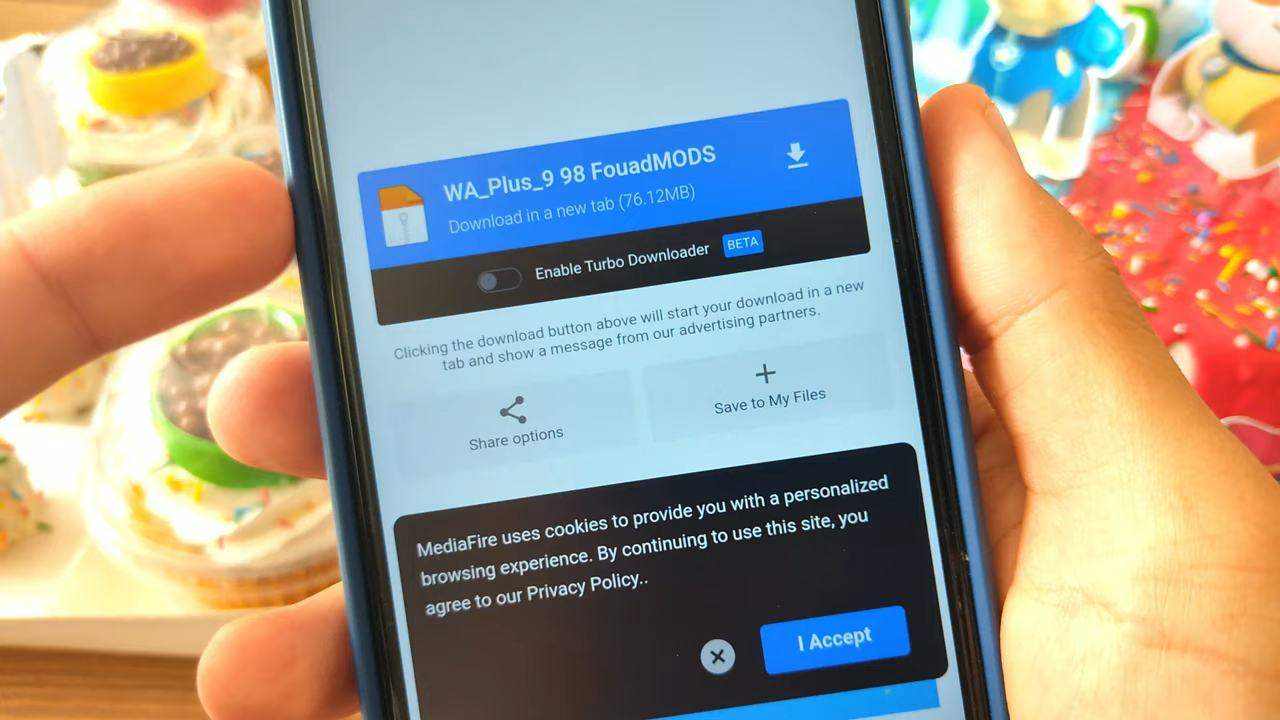 WA_Plus_9 98 FouadMODS
Download in a new tab (76.12MB)
Enable Turbo Downloader BETA
Clicking the download button above will start your download in a new
tab and show a message from our advertising partners.
Share options
Save to My Files
MediaFire uses cookies to provide you with a personalized
browsing experience. By continuing to use this site, you
agree to our Privacy Policy..
I Accept